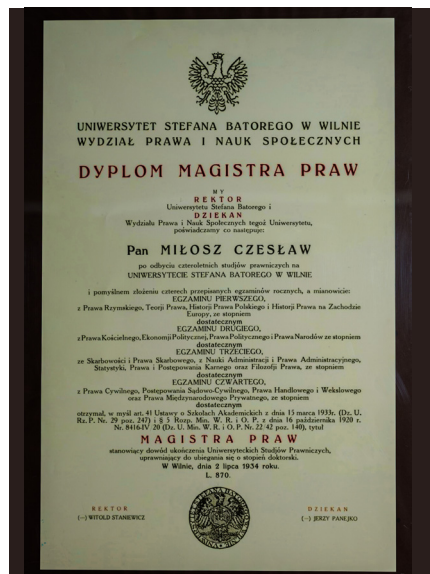 UNIWERSYTET STEFANA BATOREGO W WILNIE
WYDZIAŁ PRAWA I NAUK SPOŁECZNYCH
DYPLOM MAGISTRA PRAW
MY
REKTOR
Uniwersytetu Stefana Batorego i
DZIEKAN
Wydziału Prawa i Nauk Społecznych tegoż Uniwersytetu,
poświadczamy co następuje:
Pan MIŁOSZ CZESŁAW
po odbyciu czteroletnich studjów prawniczych na
UNIWERSYTECIE STEFANA BATOREGO W WILNIE
i pomyślnem złożeniu czterech przepisanych egzaminów rocznych, a mianowicie:
EGZAMINU PIERWSZEGO,
z Prawa Rzymskiego, Teorji Prawa, Historji Prawa Polskiego i Historji Prawa na Zachodzie
Europy, ze stopniem
dostatecznym
EGZAMINU DRUGIEGO,
z Prawa Kościelnego, Ekonomji Politycznej, Prawa Politycznego i Prawa Narodów ze stopniem
dostatecznym
EGZAMINU TRZECIEGO,
ze Skarbowości i Prawa Skarbowego, z Nauki Administracji i Prawa Administracyjnego,
Statystyki, Prawa i Postępowania Karnego oraz Filozofji Prawa, ze stopniem
dostatecznym
EGZAMINU CZWARTEGO,
z Prawa Cywilnego, Postępowania Sądowo-Cywilnego, Prawa Handlowego i Wekslowego
oraz Prawa Międzynarodowego Prywatnego, ze stopniem
dostatecznym
otrzymał, w myśl art. 41 Ustawy o Szkołach Akademickich z dnia 15 marca 1933r. (Dz. U.
Rz. P. Nr. 29 poz. 247) i § 5 Rozp. Min. W. R. i O. P. z dnia 16 października 1920 r.
Nr. 8416-IV/20 (Dz. U. Min. W. R. i O. P. Nr. 22/42 poz. 140), tytuł
MAGISTRA PRAW
stanowiący dowód ukończenia Uniwersyteckich Studjów Prawniczych,
uprawniający do ubiegania się o stopień doktorski.
W Wilnie, dnia 2 lipca 1934 roku.
L. 870.
REKTOR
(—) WITOLD STANIEWICZ
DZIEKAN
(—) JERZY PANEJKO